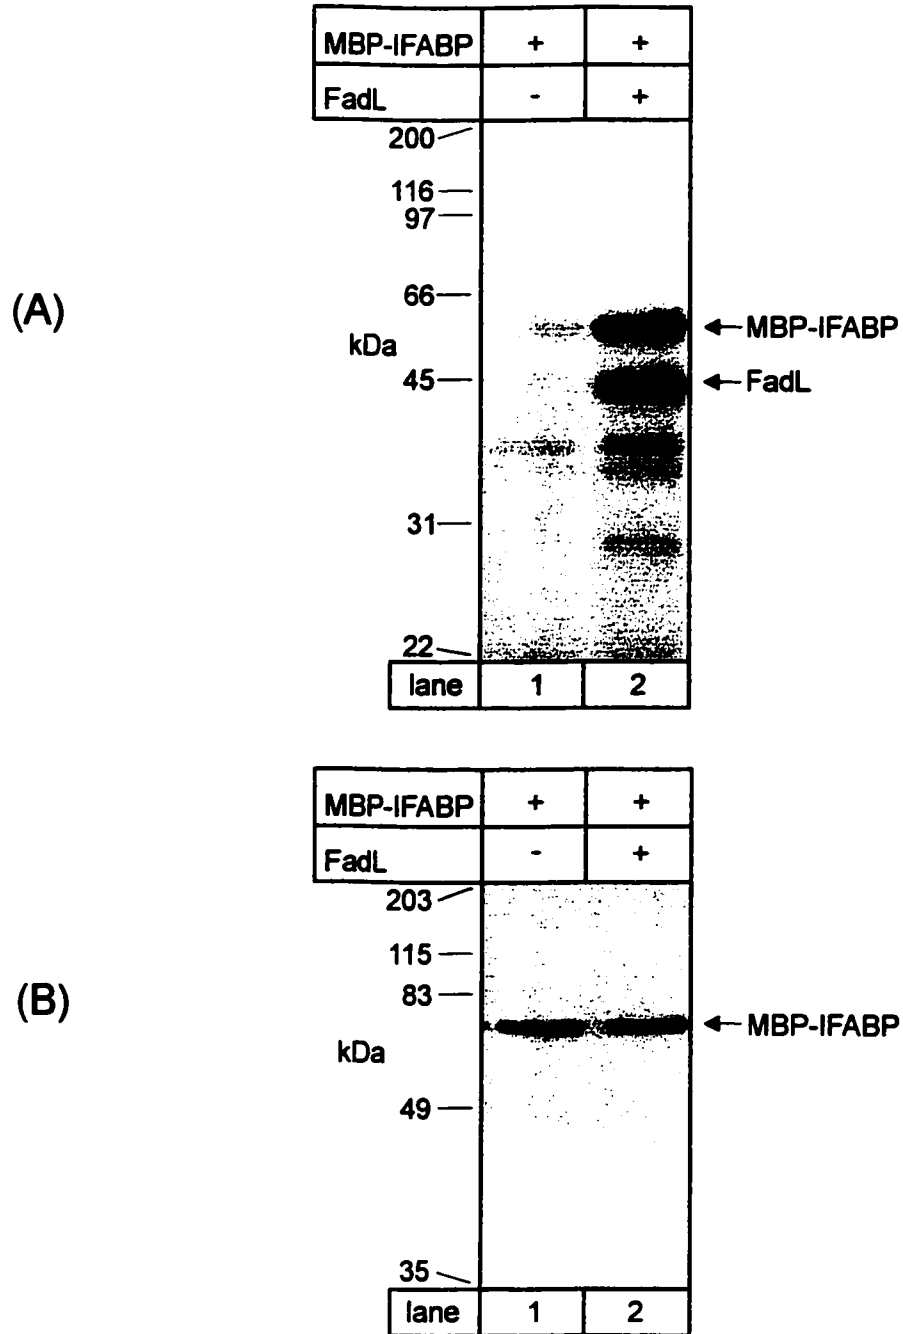 MBP-IFABP + +
FadL - +
200
116
97
66
MBP-IFABP
(A)
kDa
45
FadL
31
22
lane 1 2
MBP-IFABP + +
FadL - +
203
115
83
(B)
MBP-IFABP
kDa
49
35
lane 1 2